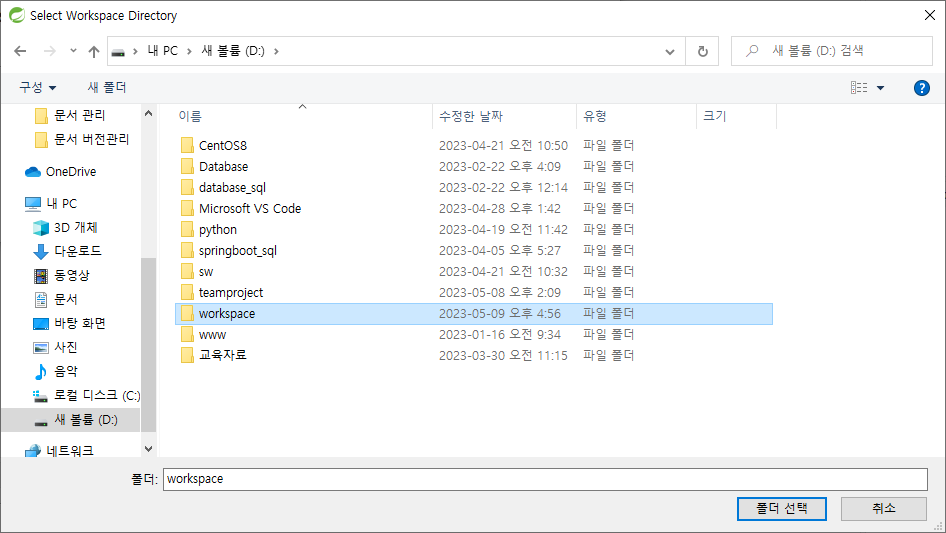 Select Workspace Directory
내 PC 새 볼륨 (D:)
새 볼륨 (D:) 검색
구성 새 폴더
문서 관리
문서 버전관리
OneDrive
내 PC
3D 개체
다운로드
동영상
문서
바탕 화면
사진
음악
로컬 디스크 (C:)
새 볼륨 (D:)
네트워크
이름 수정한 날짜 유형 크기
CentOS8 2023-04-21 오전 10:50 파일 폴더
Database 2023-02-22 오후 4:09 파일 폴더
database_sql 2023-02-22 오후 12:14 파일 폴더
Microsoft VS Code 2023-04-28 오후 1:42 파일 폴더
python 2023-04-19 오전 11:42 파일 폴더
springboot_sql 2023-04-05 오후 5:27 파일 폴더
sw 2023-04-21 오전 10:32 파일 폴더
teamproject 2023-05-08 오후 2:09 파일 폴더
workspace 2023-05-09 오후 4:56 파일 폴더
www 2023-01-16 오전 9:34 파일 폴더
교육자료 2023-03-30 오전 11:15 파일 폴더
폴더: workspace
폴더 선택 취소